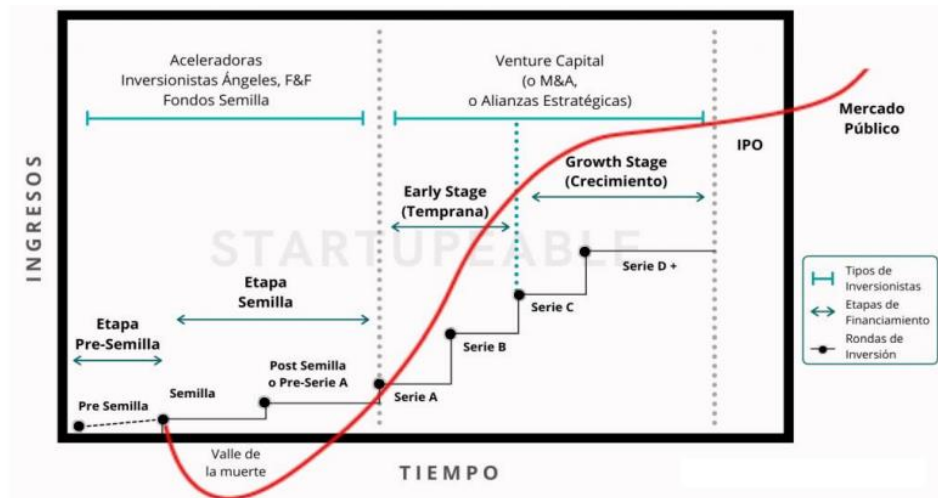 Aceleradoras
Inversionistas Ángeles, F&F
Fondos Semilla
Venture Capital
(o M&A,
o Alianzas Estratégicas)
Mercado
Público
IPO
Growth Stage
(Crecimiento)
Early Stage
(Temprana)
INGRESOS
STARTUPEABLE
Serie D +
Etapa
Semilla
Serie C
Etapa
Pre-Semilla
Serie B
Post Semilla
o Pre-Serie A
Serie A
Semilla
Pre Semilla
Valle de
la muerte
TIEMPO
Tipos de
Inversionistas
Etapas de
Financiamiento
Rondas de
Inversión